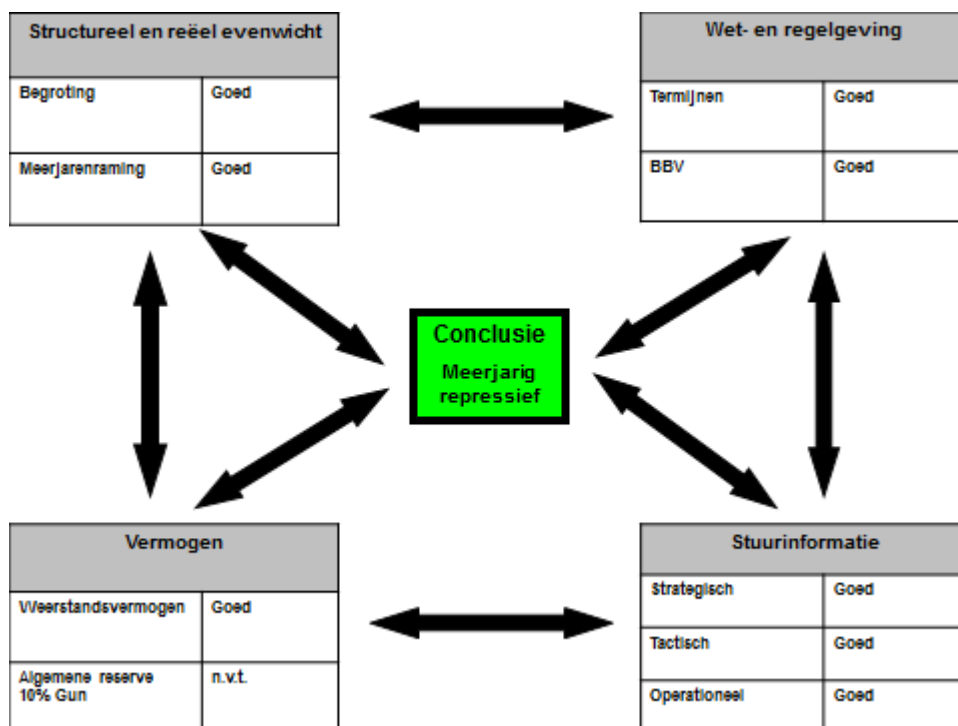 Structureel en reëel evenwicht
Begroting Goed
Meerjarenraming Goed
Wet- en regelgeving
Termijnen Goed
BBV Goed
Conclusie
Meerjarig
repressief
Vermogen
Weerstandsvermogen Goed
Algemene reserve n.v.t.
10% Gun
Stuurinformatie
Strategisch Goed
Tactisch Goed
Operationeel Goed